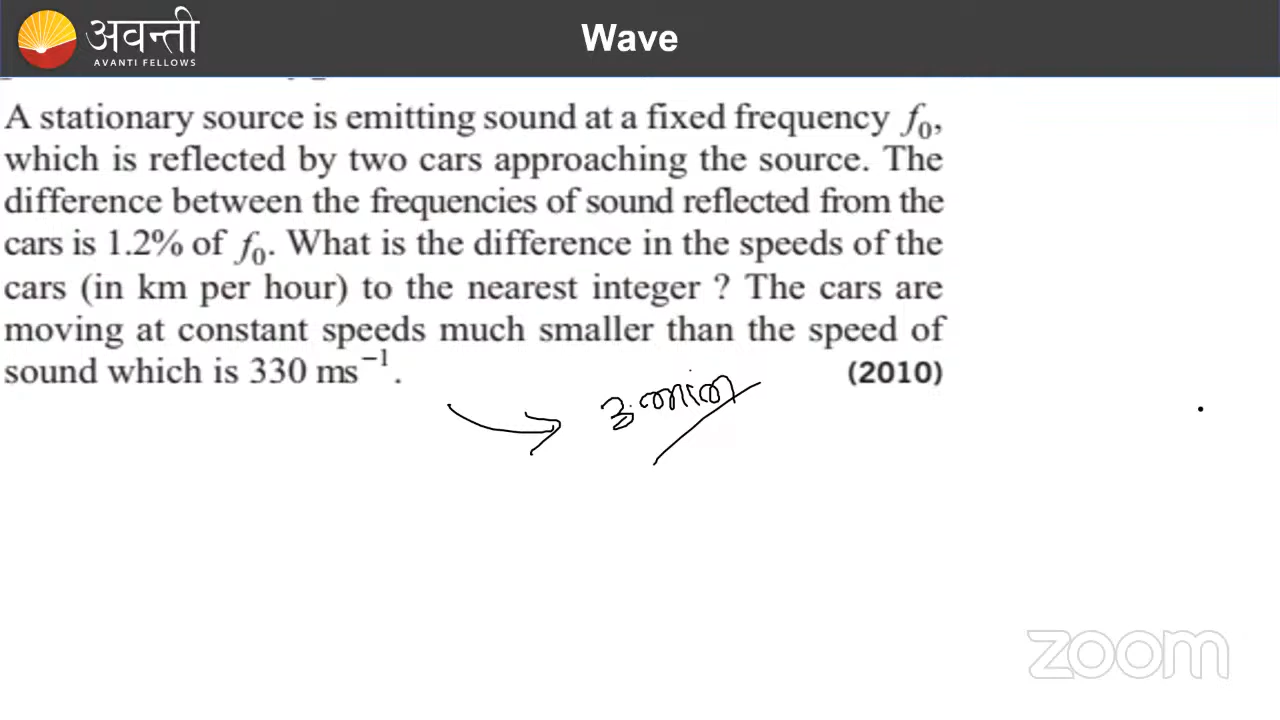 अवन्ती
AVANTI FELLOWS
Wave
A stationary source is emitting sound at a fixed frequency f₀,
which is reflected by two cars approaching the source. The
difference between the frequencies of sound reflected from the
cars is 1.2% of f₀. What is the difference in the speeds of the
cars (in km per hour) to the nearest integer ? The cars are
moving at constant speeds much smaller than the speed of
sound which is 330 ms⁻¹.
(2010)
zoom